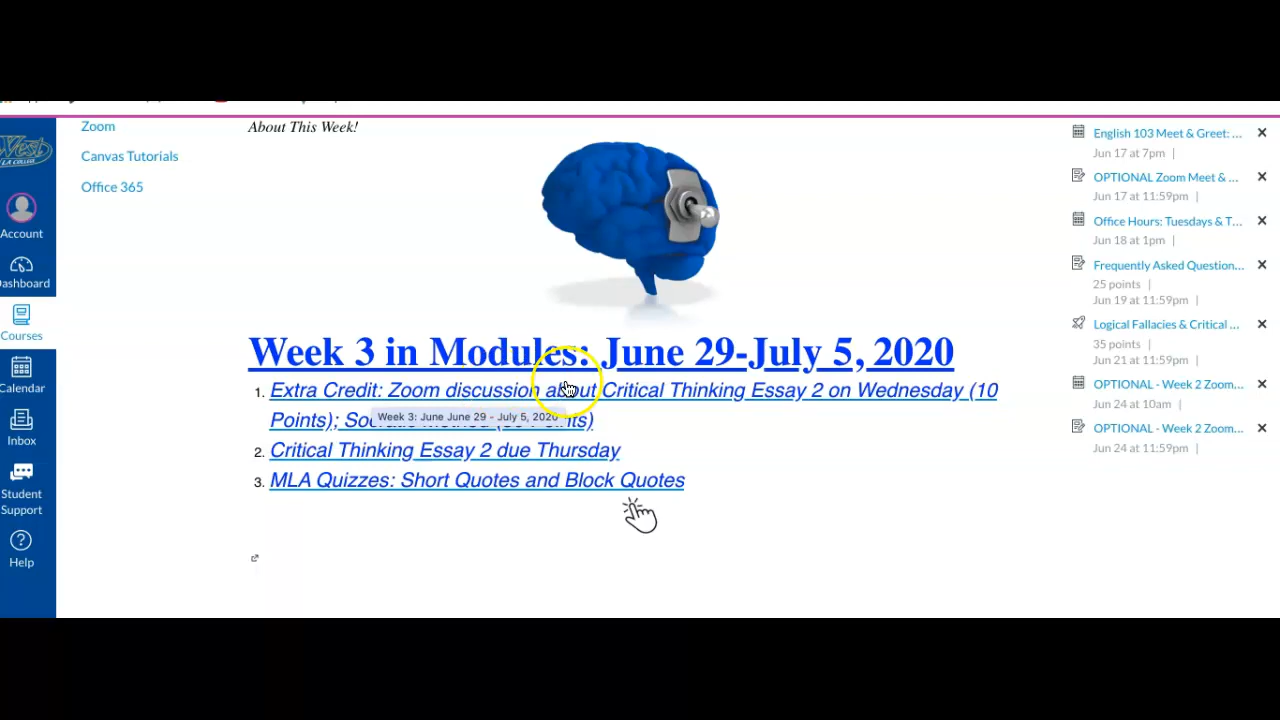 Zoom
Canvas Tutorials
Office 365
West
L.A. COLLEGE
Account
Dashboard
Courses
Calendar
Inbox
Student
Support
Help
About This Week!
Week 3 in Modules: June 29-July 5, 2020
1. Extra Credit: Zoom discussion about Critical Thinking Essay 2 on Wednesday (10
Points);
Week 3: June June 29 - July 5, 2020
2. Critical Thinking Essay 2 due Thursday
3. MLA Quizzes: Short Quotes and Block Quotes
English 103 Meet & Greet: ...
Jun 17 at 7pm |
OPTIONAL Zoom Meet & ...
Jun 17 at 11:59pm |
Office Hours: Tuesdays & T...
Jun 18 at 1pm |
Frequently Asked Question...
25 points |
Jun 19 at 11:59pm |
Logical Fallacies & Critical ...
35 points |
Jun 21 at 11:59pm |
OPTIONAL - Week 2 Zoom...
Jun 24 at 10am |
OPTIONAL - Week 2 Zoom...
Jun 24 at 11:59pm |